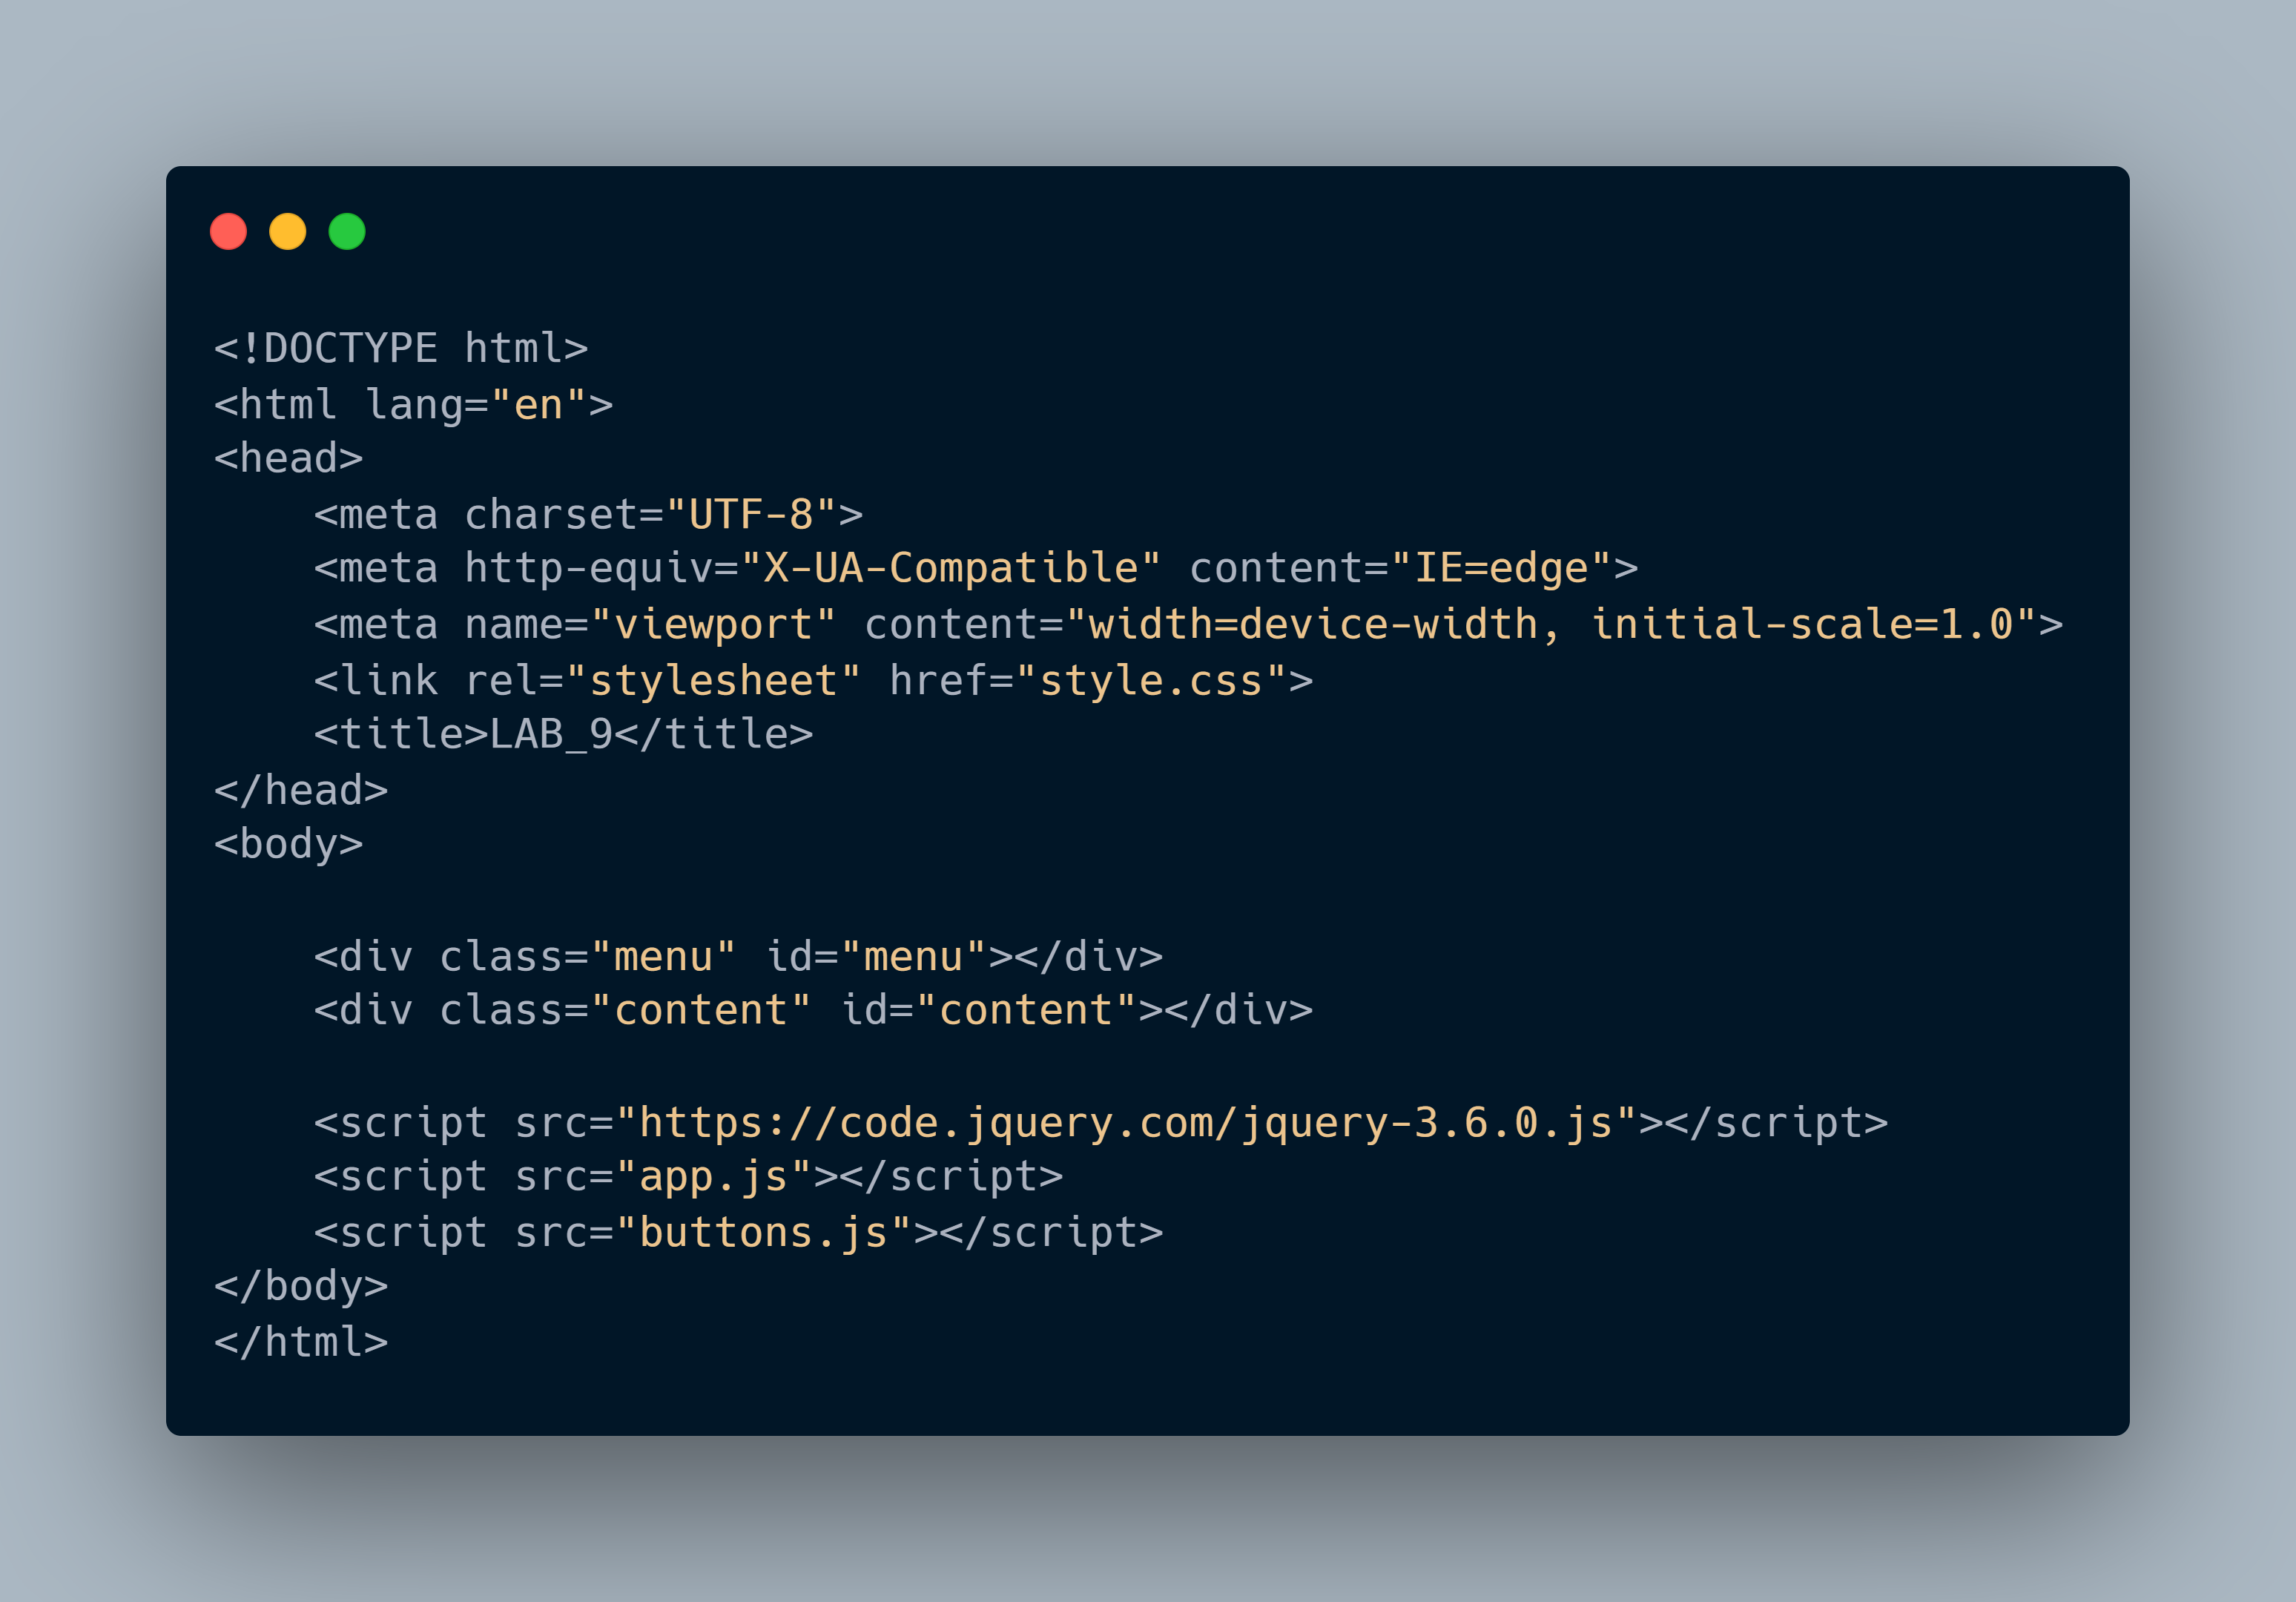 <!DOCTYPE html>
<html lang="en">
<head>
    <meta charset="UTF-8">
    <meta http-equiv="X-UA-Compatible" content="IE=edge">
    <meta name="viewport" content="width=device-width, initial-scale=1.0">
    <link rel="stylesheet" href="style.css">
    <title>LAB_9</title>
</head>
<body>

    <div class="menu" id="menu"></div>
    <div class="content" id="content"></div>

    <script src="https://code.jquery.com/jquery-3.6.0.js"></script>
    <script src="app.js"></script>
    <script src="buttons.js"></script>
</body>
</html>